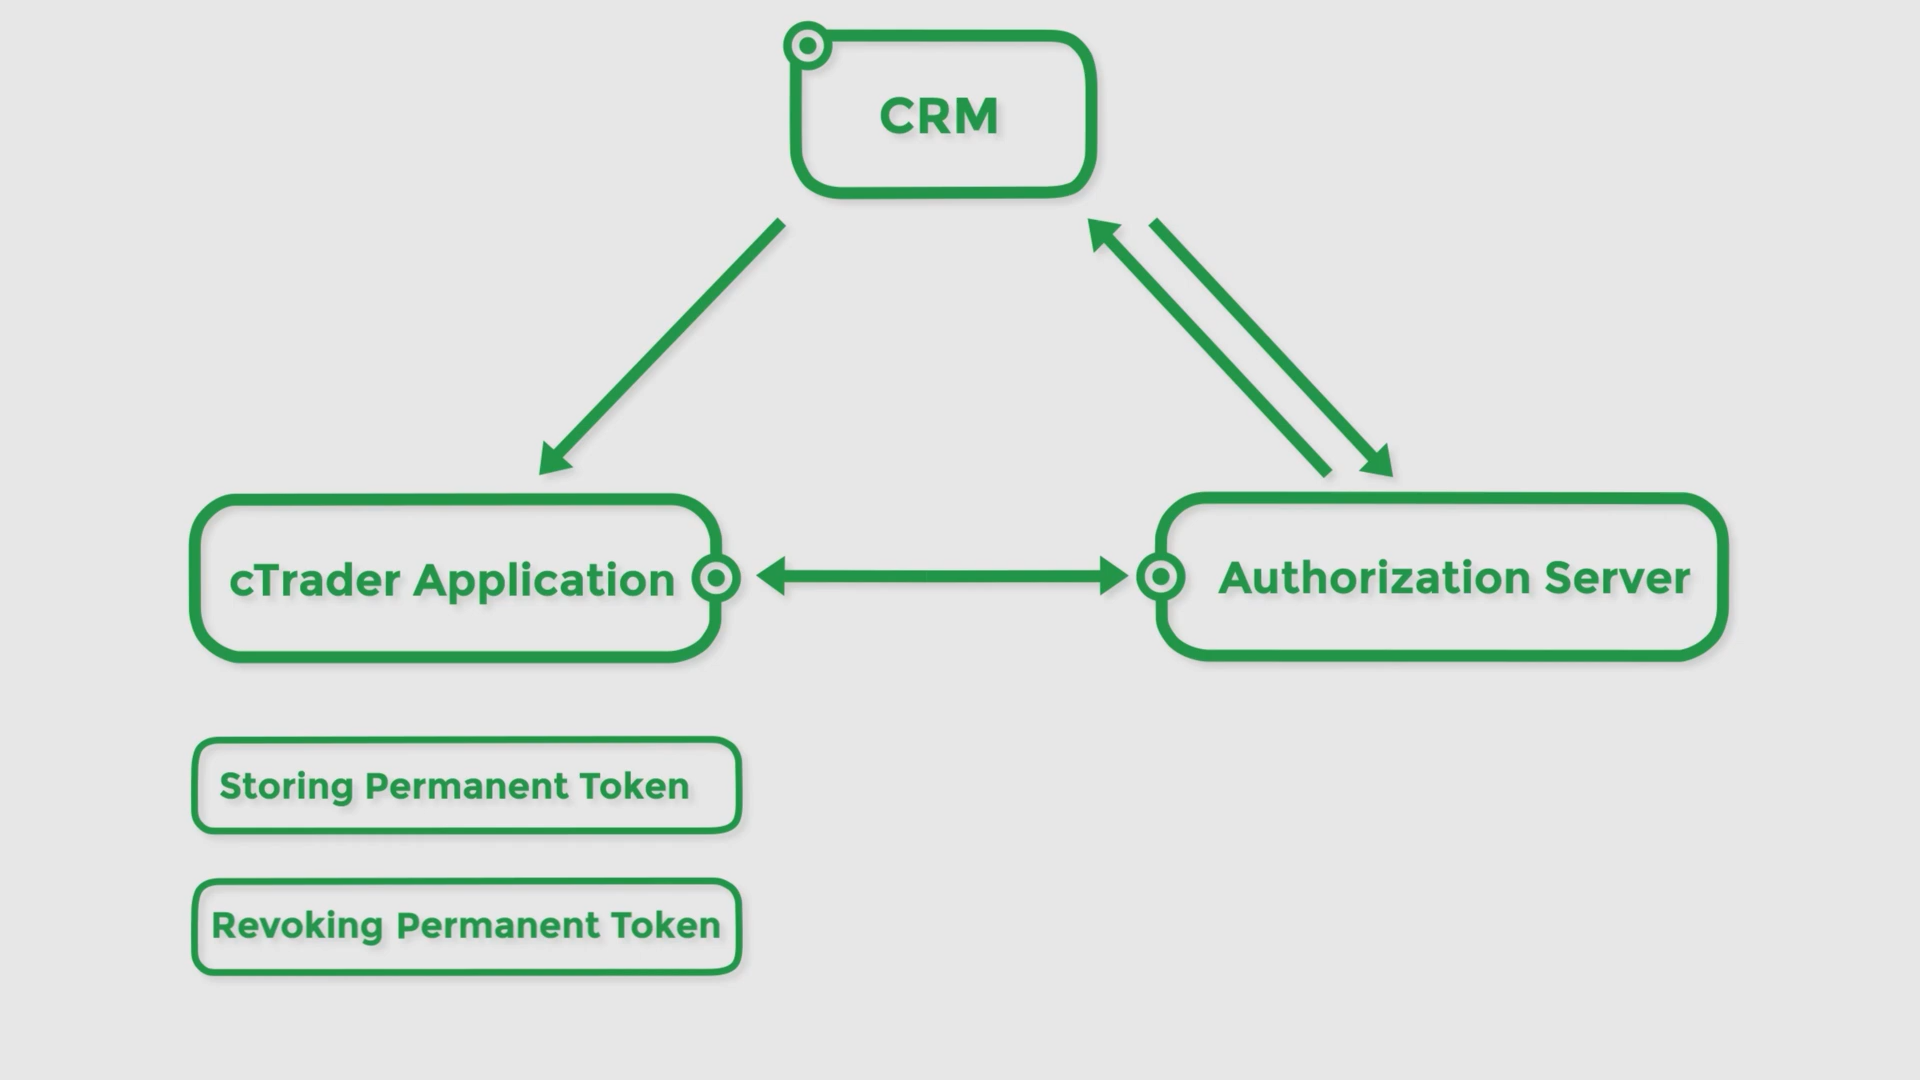 CRM
cTrader Application
Authorization Server
Storing Permanent Token
Revoking Permanent Token